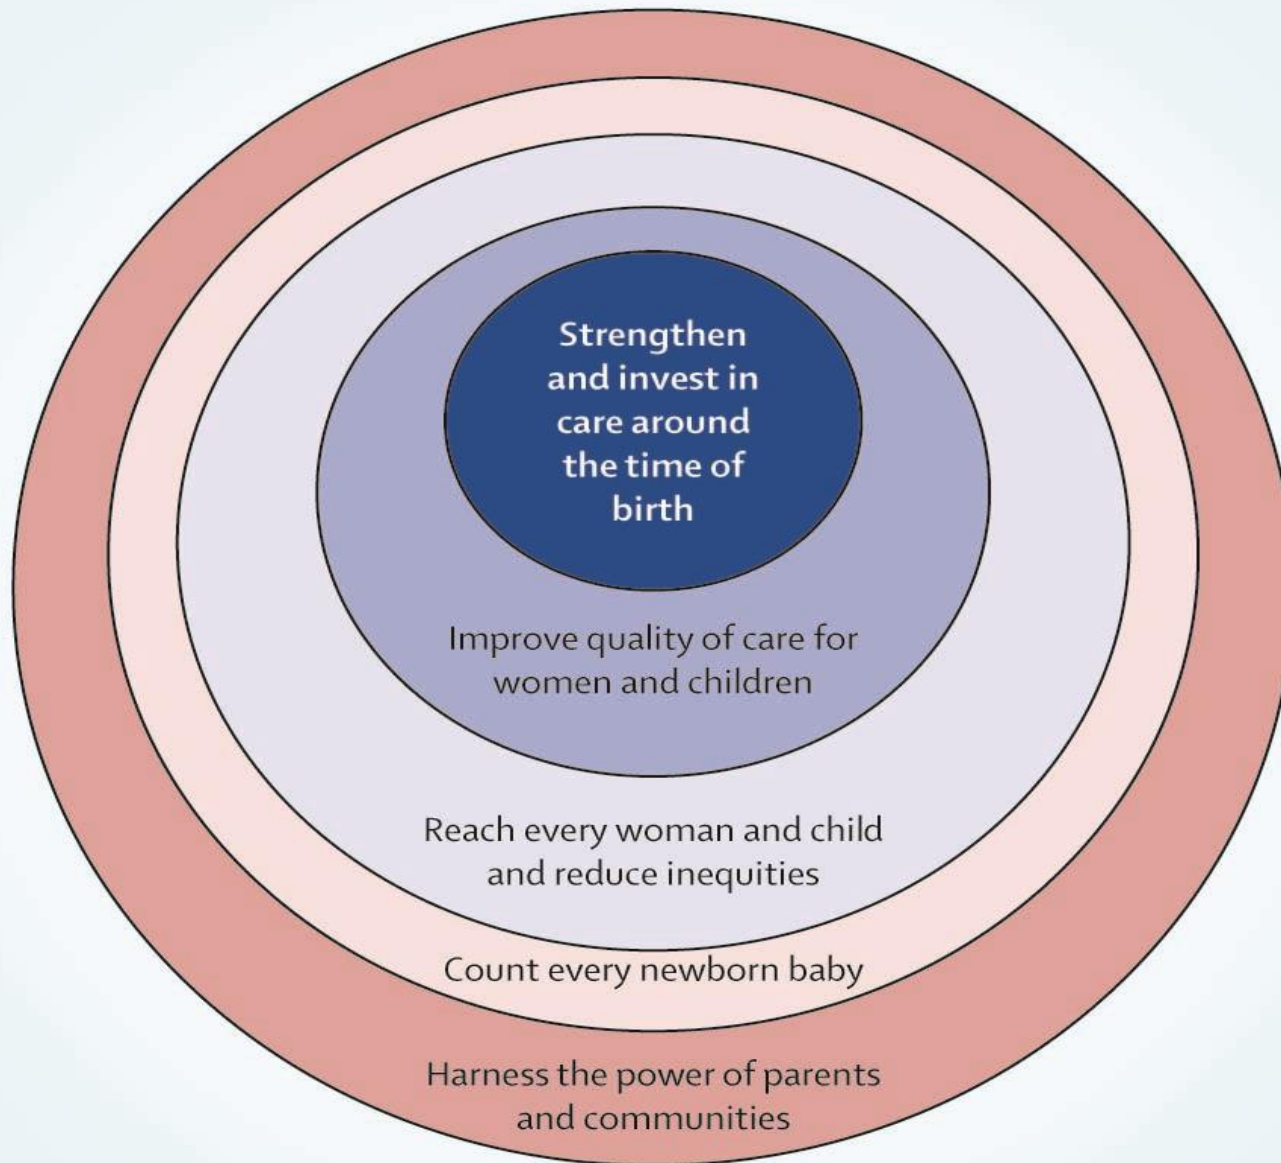 Strengthen
and invest in
care around
the time of
birth
Improve quality of care for
women and children
Reach every woman and child
and reduce inequities
Count every newborn baby
Harness the power of parents
and communities